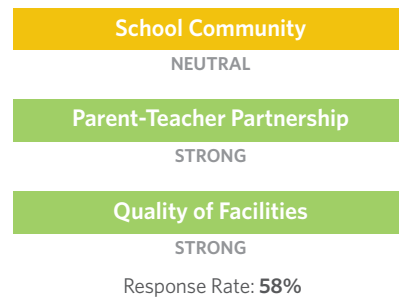 School Community
NEUTRAL
Parent-Teacher Partnership
STRONG
Quality of Facilities
STRONG
Response Rate: 58%